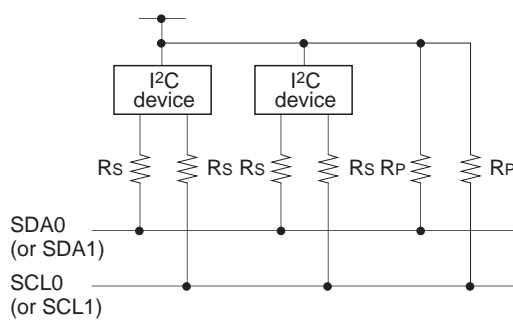 I²C
device
I²C
device
RS
RS
RS
RS
RP
RP
SDA0
(or SDA1)
SCL0
(or SCL1)